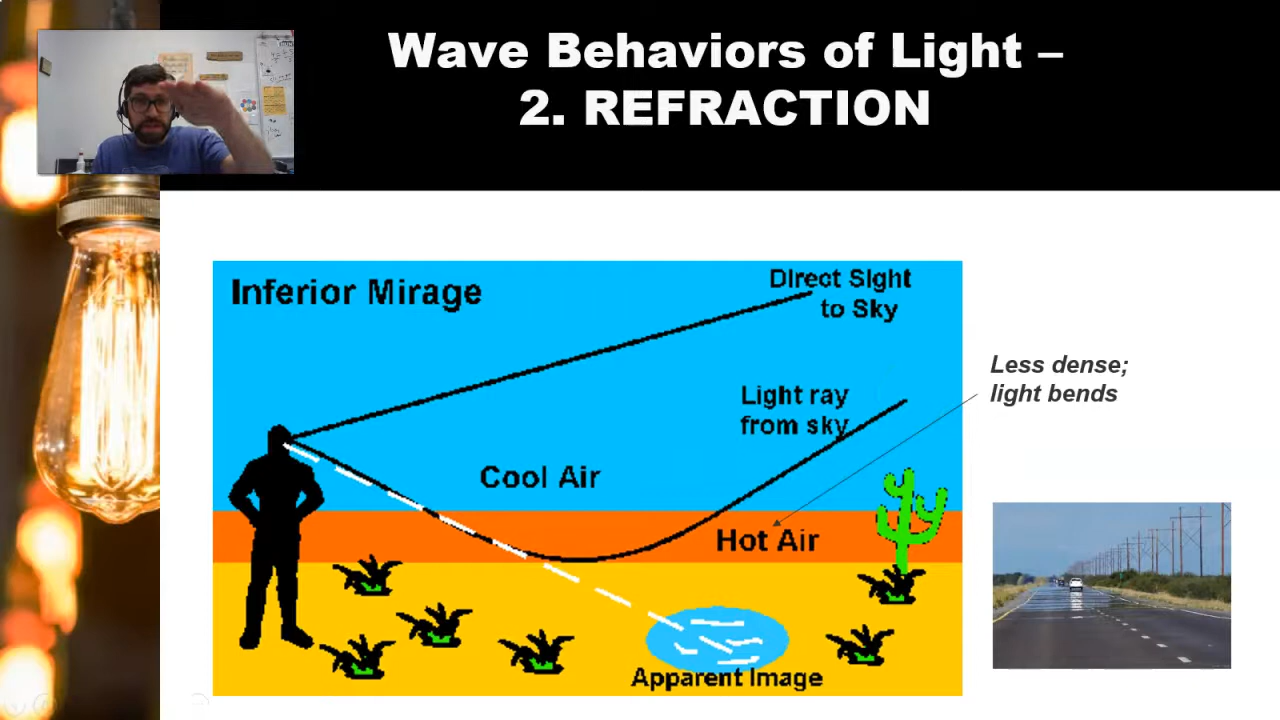 Wave Behaviors of Light –
2. REFRACTION
Inferior Mirage
Direct Sight
to Sky
Less dense;
light bends
Light ray
from sky
Cool Air
Hot Air
Apparent Image